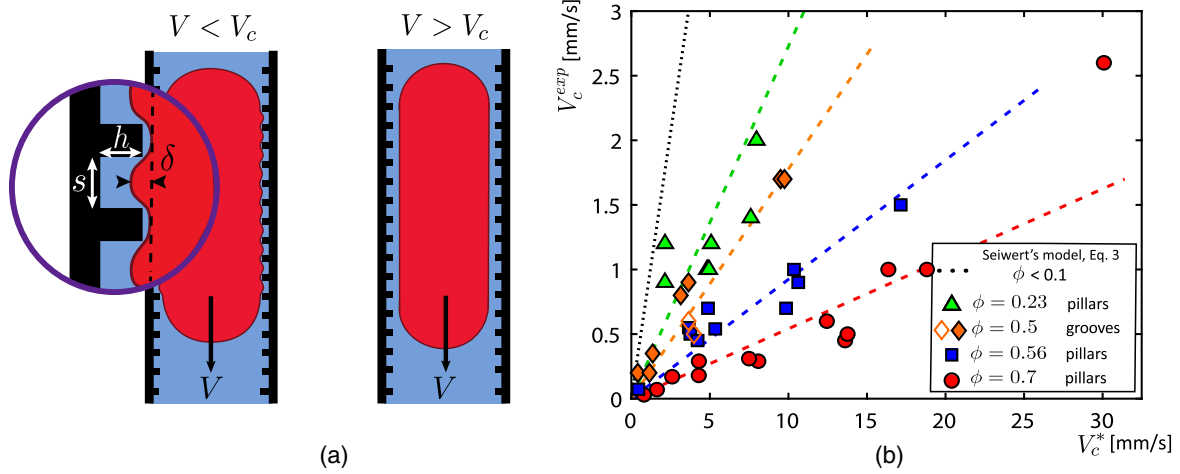 V < V_c
V > V_c
h
δ
s
V
V
(a)
V_c^{exp} [mm/s]
3
2.5
2
1.5
1
0.5
0
0
5
10
15
20
25
30
V_c^* [mm/s]
Seiwert's model, Eq. 3
ϕ < 0.1
ϕ = 0.23 pillars
ϕ = 0.5 grooves
ϕ = 0.56 pillars
ϕ = 0.7 pillars
(b)